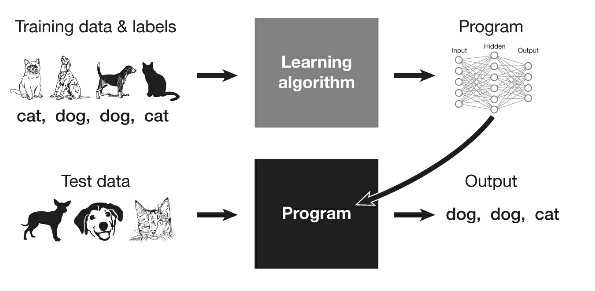 Training data & labels
cat, dog, dog, cat
Learning
algorithm
Program
Input
Hidden
Output
Test data
Program
Output
dog, dog, cat